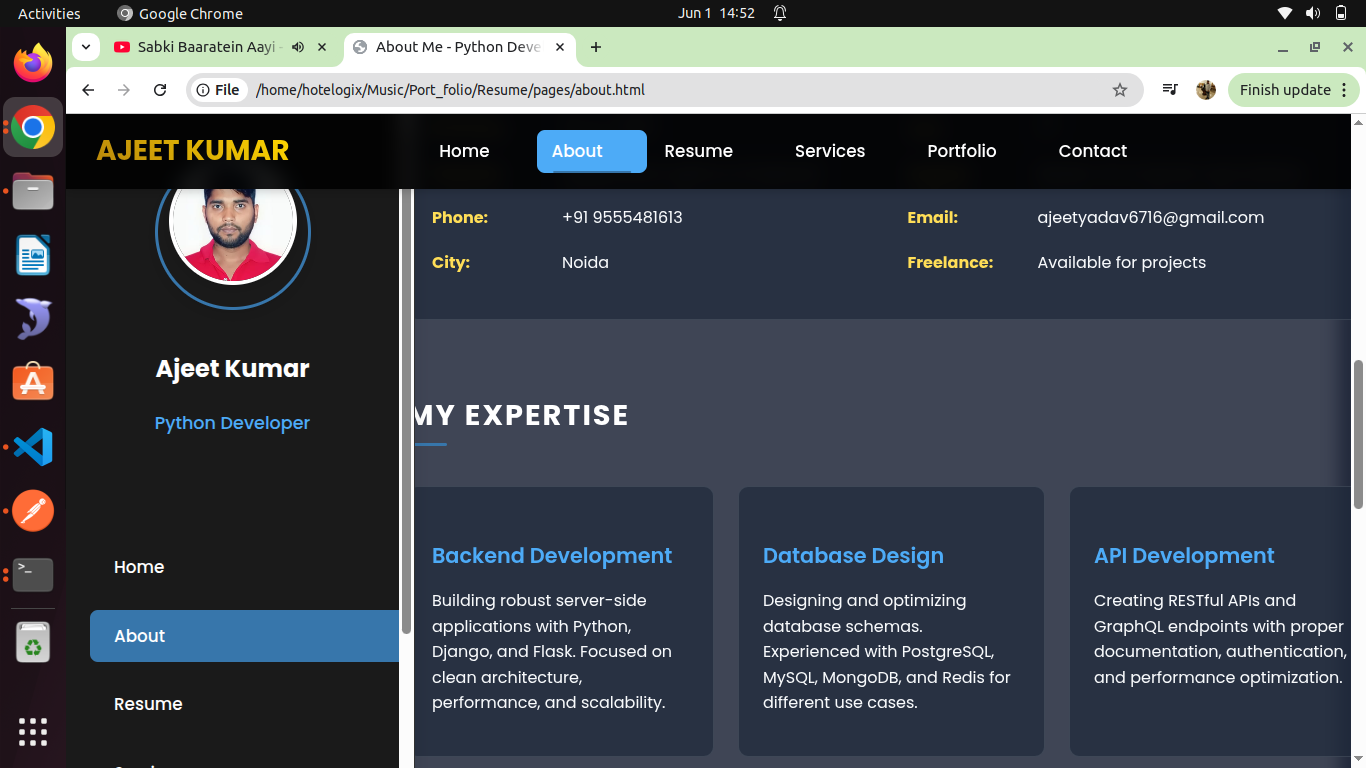 Activities
Google Chrome
Jun 1 14:52
Sabki Baaratein Aayi -
About Me - Python Deve
File
/home/hotelogix/Music/Port_folio/Resume/pages/about.html
Finish update
AJEET KUMAR
Home
About
Resume
Services
Portfolio
Contact
Ajeet Kumar
Python Developer
Home
About
Resume
Phone:
+91 9555481613
Email:
ajeetyadav6716@gmail.com
City:
Noida
Freelance:
Available for projects
MY EXPERTISE
Backend Development
Building robust server-side
applications with Python,
Django, and Flask. Focused on
clean architecture,
performance, and scalability.
Database Design
Designing and optimizing
database schemas.
Experienced with PostgreSQL,
MySQL, MongoDB, and Redis for
different use cases.
API Development
Creating RESTful APIs and
GraphQL endpoints with proper
documentation, authentication,
and performance optimization.